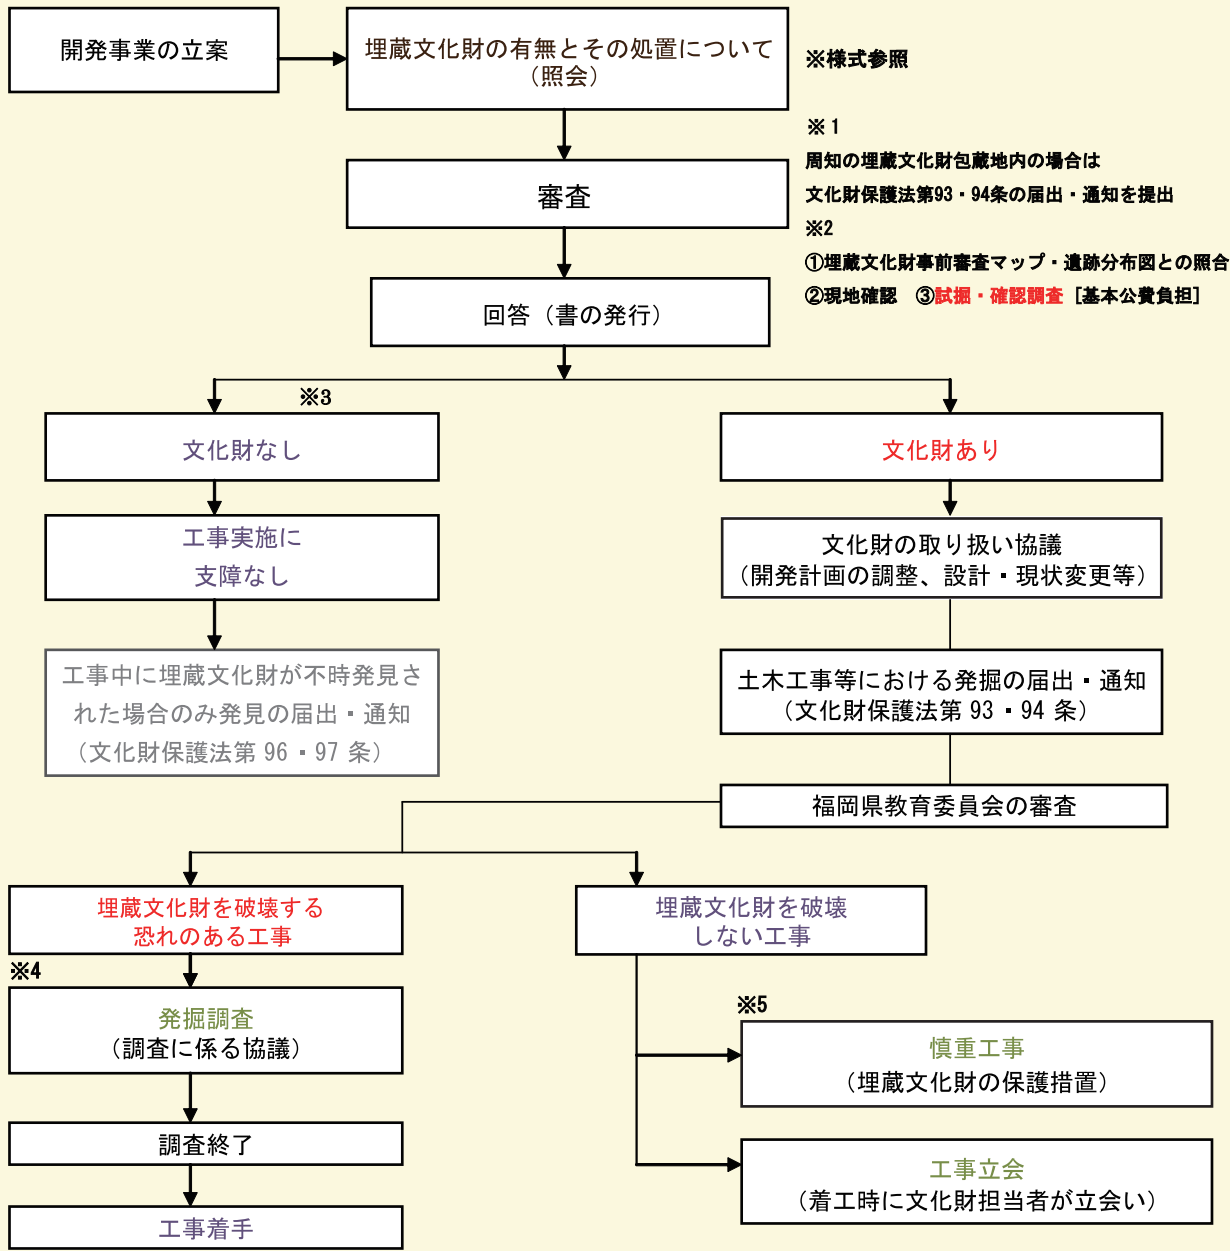 開発事業の立案
埋蔵文化財の有無とその処置について
（照会）
※様式参照
※１
周知の埋蔵文化財包蔵地内の場合は
文化財保護法第93・94条の届出・通知を提出
※2
①埋蔵文化財事前審査マップ・遺跡分布図との照合
②現地確認　③試掘・確認調査［基本公費負担］
審査
回答（書の発行）
※3
文化財なし
文化財あり
工事実施に
支障なし
文化財の取り扱い協議
（開発計画の調整、設計・現状変更等）
工事中に埋蔵文化財が不時発見さ
れた場合のみ発見の届出・通知
（文化財保護法第 96・97 条）
土木工事等における発掘の届出・通知
（文化財保護法第 93・94 条）
福岡県教育委員会の審査
埋蔵文化財を破壊する
恐れのある工事
埋蔵文化財を破壊
しない工事
※4
発掘調査
（調査に係る協議）
※5
慎重工事
（埋蔵文化財の保護措置）
調査終了
工事立会
（着工時に文化財担当者が立会い）
工事着手